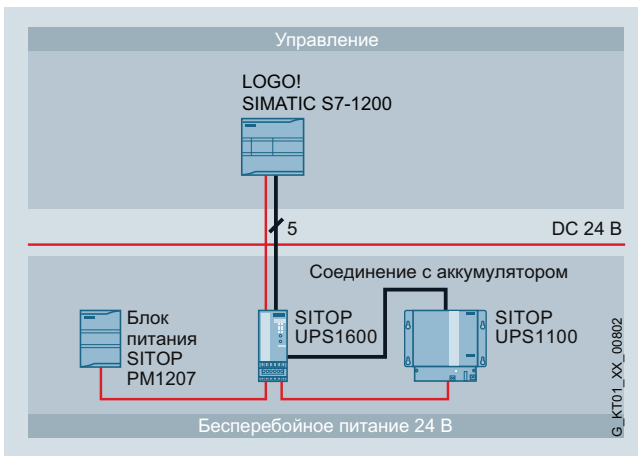 Управление
LOGO!
SIMATIC S7-1200
5
DC 24 В
Соединение с аккумулятором
Блок
питания
SITOP
PM1207
SITOP
UPS1600
SITOP
UPS1100
Бесперебойное питание 24 В
G_KT01_XX_00802